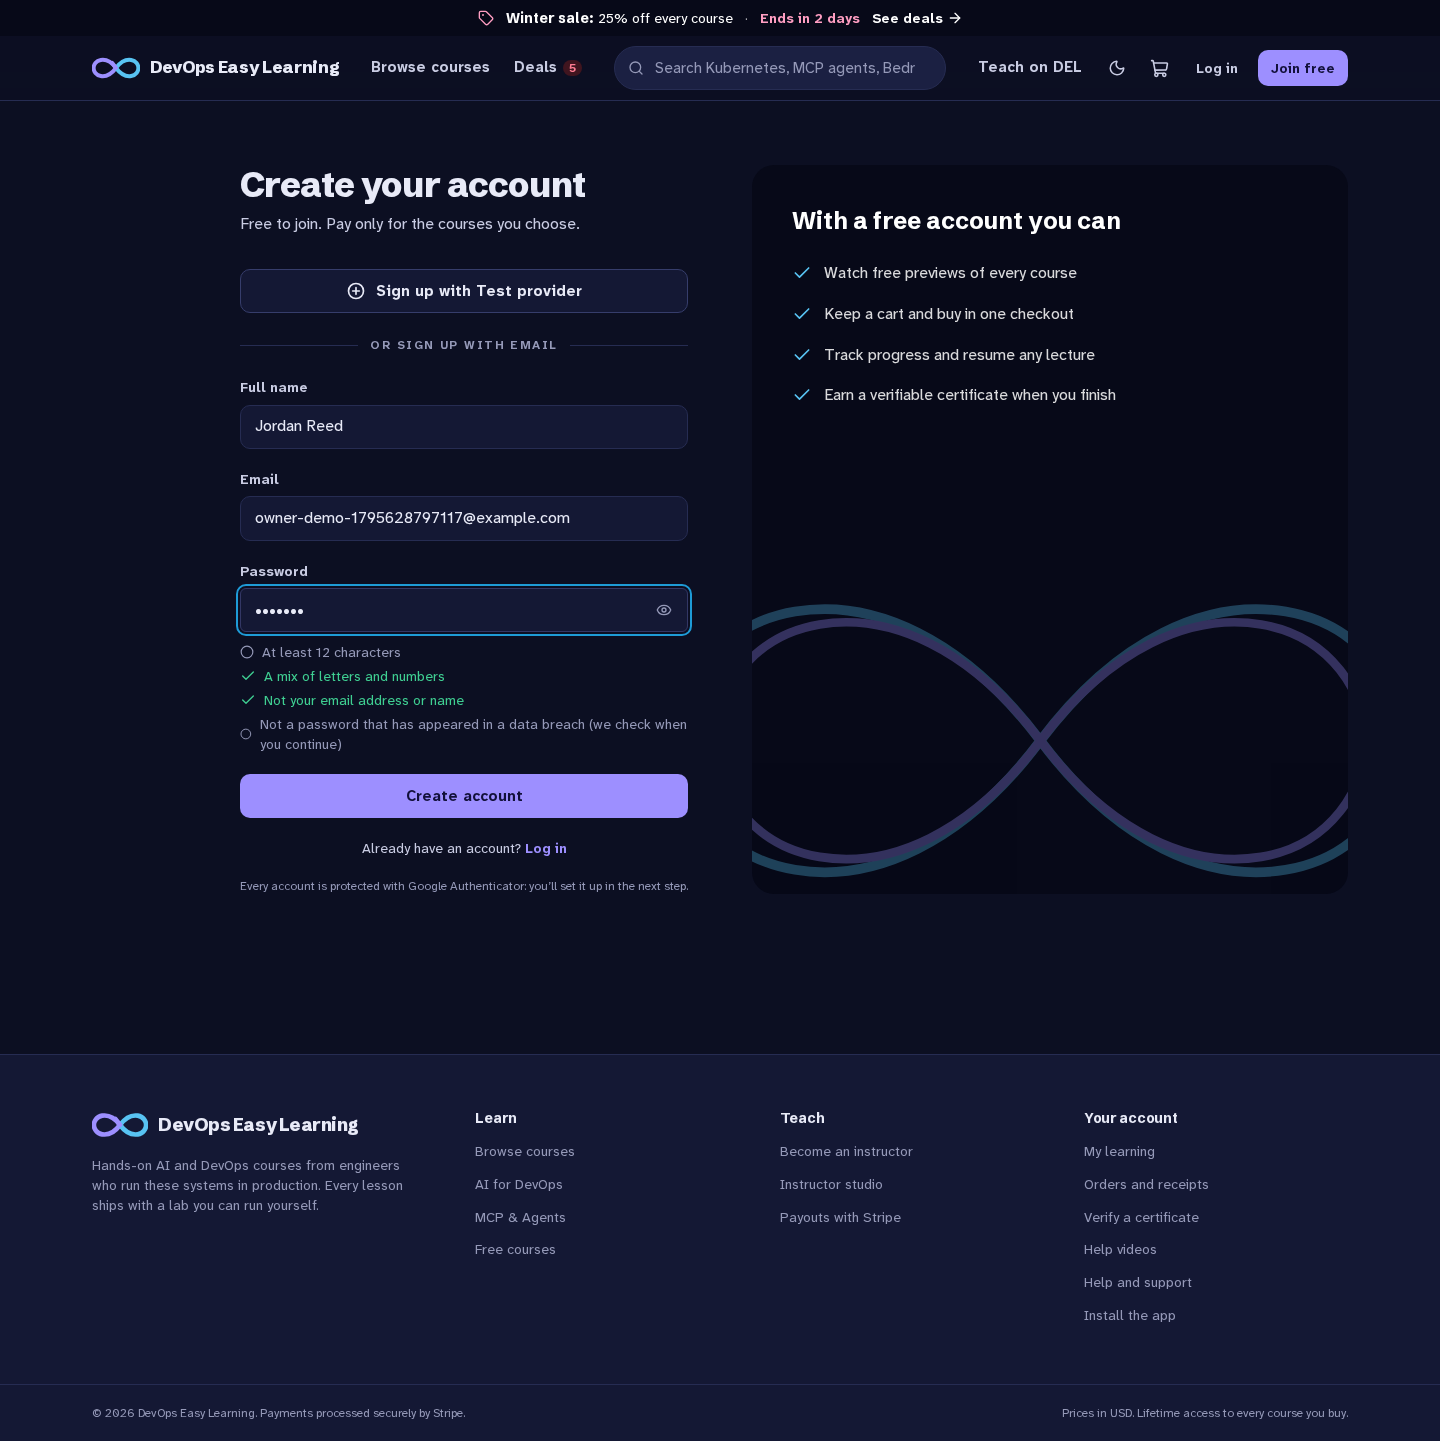 Winter sale: 25% off every course · Ends in 2 days See deals
DevOps Easy Learning Browse courses Deals 5 Search Kubernetes, MCP agents, Bedr Teach on DEL Log in Join free
Create your account
Free to join. Pay only for the courses you choose.
Sign up with Test provider
OR SIGN UP WITH EMAIL
Full name
Jordan Reed
Email
owner-demo-1795628797117@example.com
Password
•••••••
At least 12 characters
A mix of letters and numbers
Not your email address or name
Not a password that has appeared in a data breach (we check when
you continue)
Create account
Already have an account? Log in
Every account is protected with Google Authenticator: you'll set it up in the next step.
With a free account you can
Watch free previews of every course
Keep a cart and buy in one checkout
Track progress and resume any lecture
Earn a verifiable certificate when you finish
DevOps Easy Learning
Hands-on AI and DevOps courses from engineers
who run these systems in production. Every lesson
ships with a lab you can run yourself.
Learn
Browse courses
AI for DevOps
MCP & Agents
Free courses
Teach
Become an instructor
Instructor studio
Payouts with Stripe
Your account
My learning
Orders and receipts
Verify a certificate
Help videos
Help and support
Install the app
© 2026 DevOps Easy Learning. Payments processed securely by Stripe.
Prices in USD. Lifetime access to every course you buy.